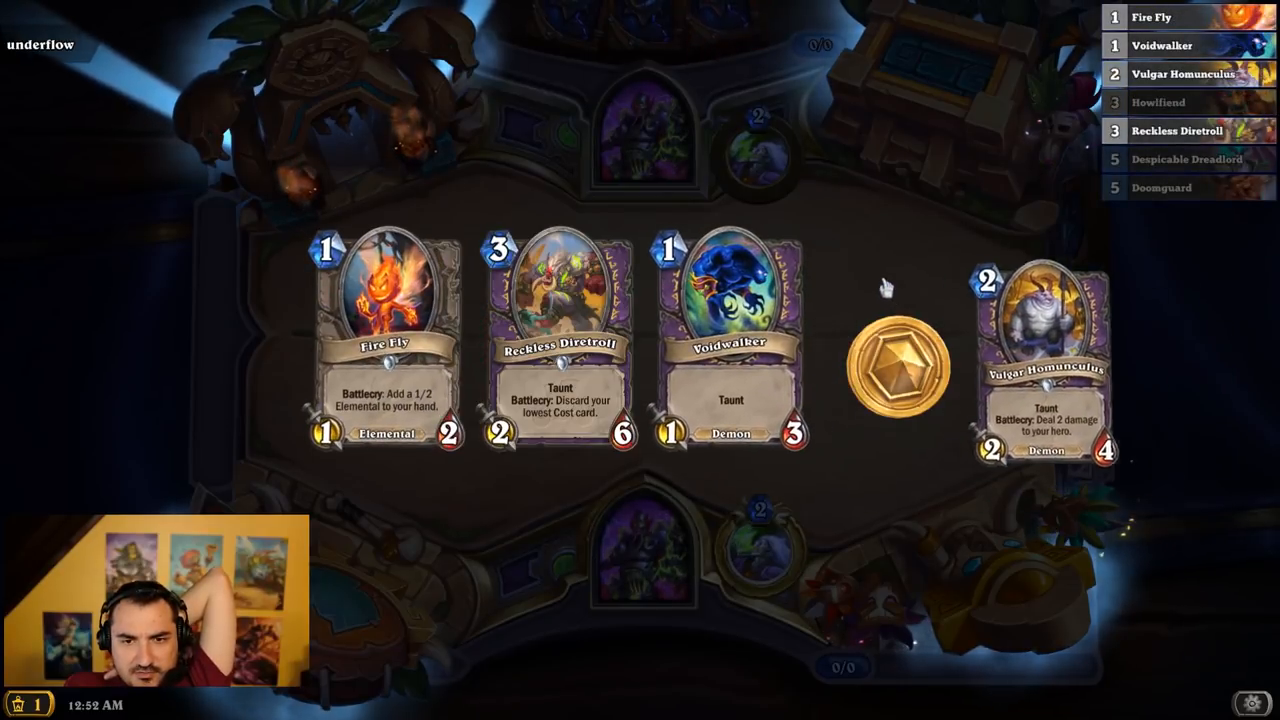 underflow
0/0
2
1 Fire Fly
1 Voidwalker
2 Vulgar Homunculus
3 Howlfiend
3 Reckless Diretroll
5 Despicable Dreadlord
5 Doomguard
1
Fire Fly
Battlecry: Add a 1/2
Elemental to your hand.
1 Elemental 2
3
Reckless Diretroll
Taunt
Battlecry: Discard your
lowest Cost card.
2 6
1
Voidwalker
Taunt
1 Demon 3
2
Vulgar Homunculus
Taunt
Battlecry: Deal 2 damage
to your hero.
2 Demon 4
2
0/0
1 12:52 AM